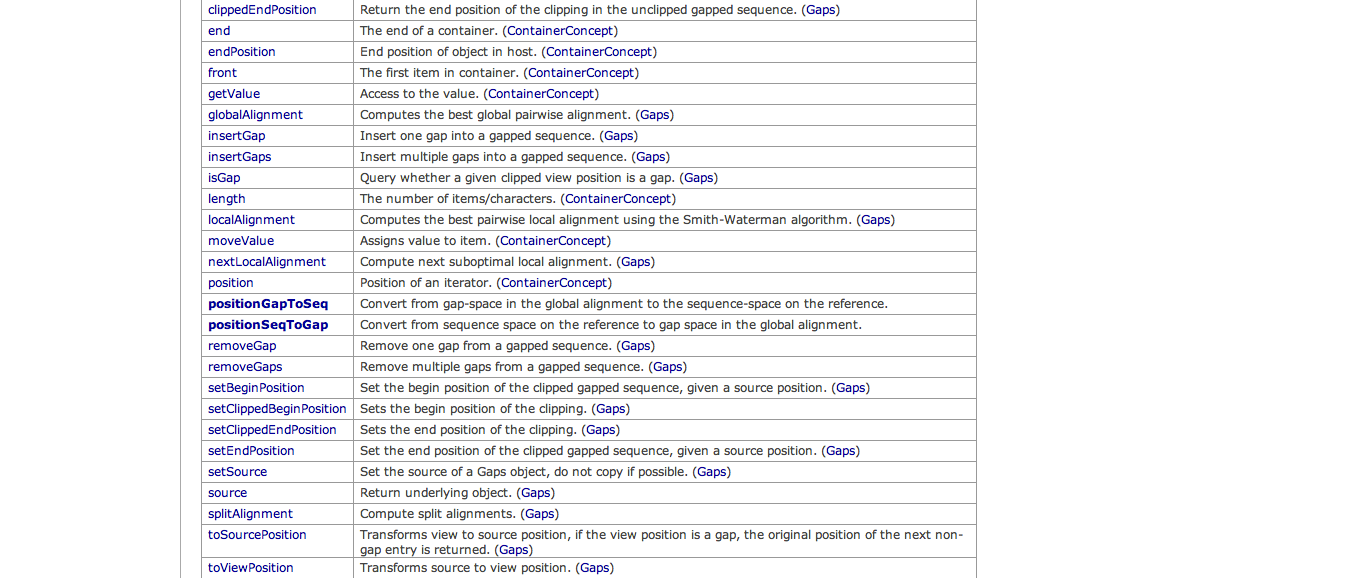 clippedEndPosition Return the end position of the clipping in the unclipped gapped sequence. (Gaps)
end The end of a container. (ContainerConcept)
endPosition End position of object in host. (ContainerConcept)
front The first item in container. (ContainerConcept)
getValue Access to the value. (ContainerConcept)
globalAlignment Computes the best global pairwise alignment. (Gaps)
insertGap Insert one gap into a gapped sequence. (Gaps)
insertGaps Insert multiple gaps into a gapped sequence. (Gaps)
isGap Query whether a given clipped view position is a gap. (Gaps)
length The number of items/characters. (ContainerConcept)
localAlignment Computes the best pairwise local alignment using the Smith-Waterman algorithm. (Gaps)
moveValue Assigns value to item. (ContainerConcept)
nextLocalAlignment Compute next suboptimal local alignment. (Gaps)
position Position of an iterator. (ContainerConcept)
positionGapToSeq Convert from gap-space in the global alignment to the sequence-space on the reference.
positionSeqToGap Convert from sequence space on the reference to gap space in the global alignment.
removeGap Remove one gap from a gapped sequence. (Gaps)
removeGaps Remove multiple gaps from a gapped sequence. (Gaps)
setBeginPosition Set the begin position of the clipped gapped sequence, given a source position. (Gaps)
setClippedBeginPosition Sets the begin position of the clipping. (Gaps)
setClippedEndPosition Sets the end position of the clipping. (Gaps)
setEndPosition Set the end position of the clipped gapped sequence, given a source position. (Gaps)
setSource Set the source of a Gaps object, do not copy if possible. (Gaps)
source Return underlying object. (Gaps)
splitAlignment Compute split alignments. (Gaps)
toSourcePosition Transforms view to source position, if the view position is a gap, the original position of the next non-
gap entry is returned. (Gaps)
toViewPosition Transforms source to view position. (Gaps)